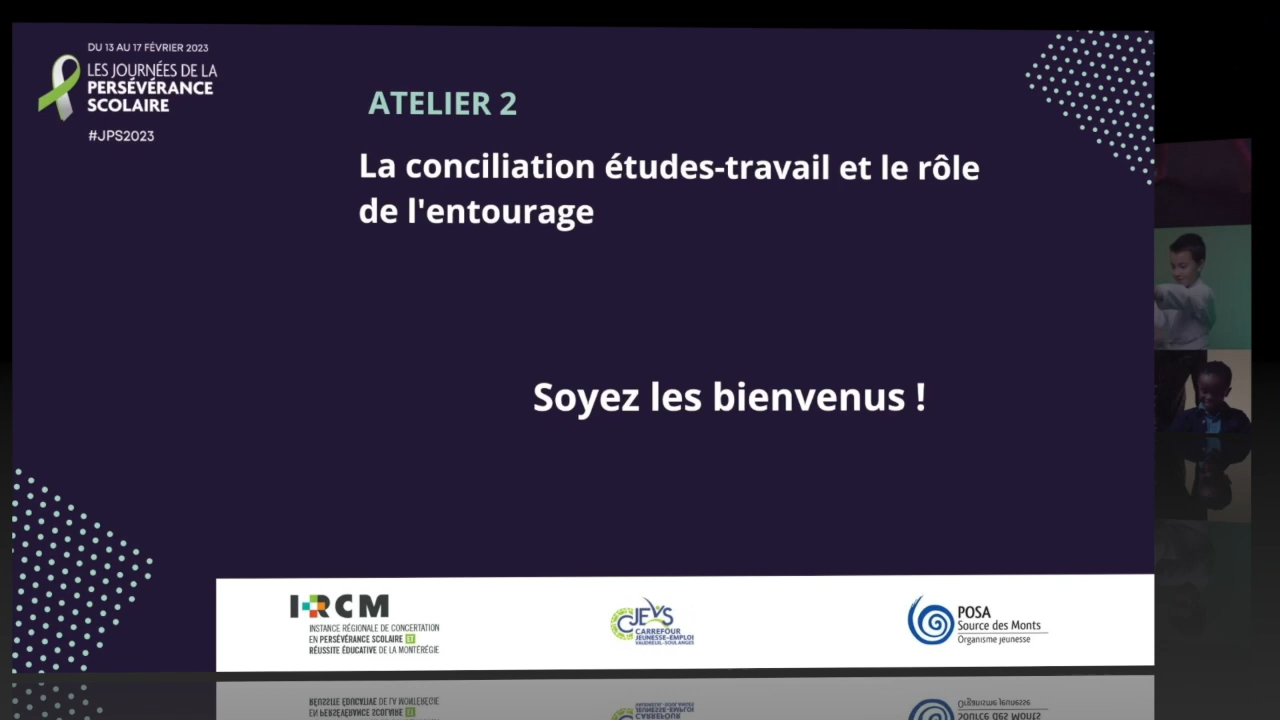 DU 13 AU 17 FÉVRIER 2023
LES JOURNÉES DE LA
PERSÉVÉRANCE
SCOLAIRE
#JPS2023
ATELIER 2
La conciliation études-travail et le rôle
de l'entourage
Soyez les bienvenus !
IRCM
INSTANCE RÉGIONALE DE CONCERTATION
EN PERSÉVÉRANCE SCOLAIRE ET
RÉUSSITE ÉDUCATIVE DE LA MONTÉRÉGIE
CJEVS
CARREFOUR
JEUNESSE-EMPLOI
VAUDREUIL-SOULANGES
POSA
Source des Monts
Organisme jeunesse